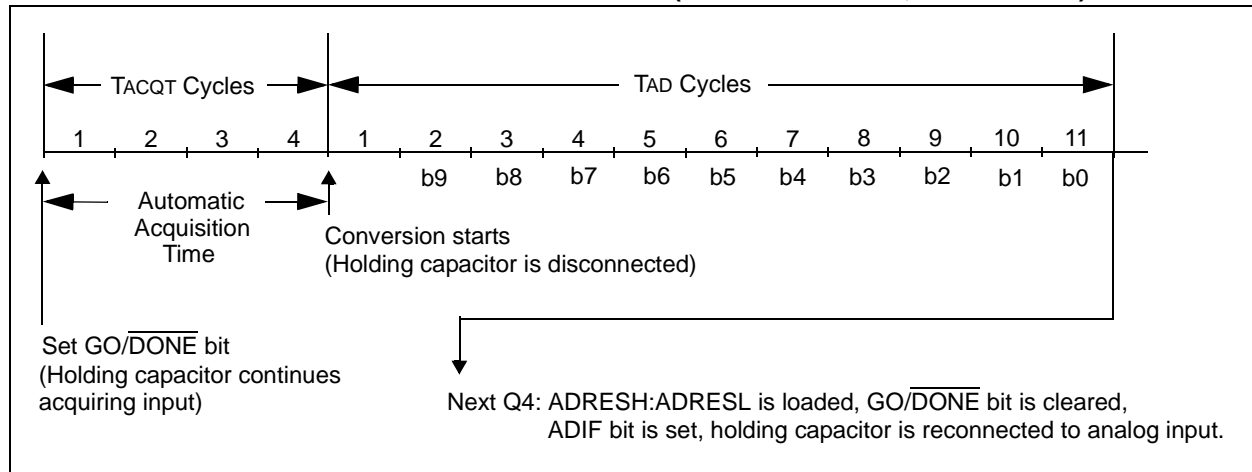 TACQT Cycles
TAD Cycles
1 2 3 4 1 2 3 4 5 6 7 8 9 10 11
b9 b8 b7 b6 b5 b4 b3 b2 b1 b0
Automatic
Acquisition
Time
Conversion starts
(Holding capacitor is disconnected)
Set GO/DONE bit
(Holding capacitor continues
acquiring input)
Next Q4: ADRESH:ADRESL is loaded, GO/DONE bit is cleared,
ADIF bit is set, holding capacitor is reconnected to analog input.